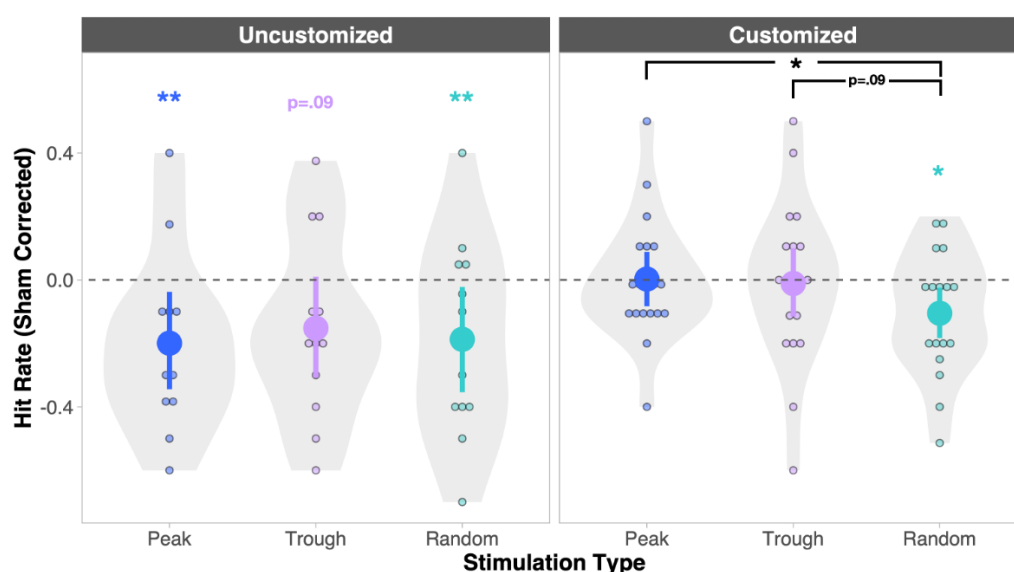 Uncustomized
Customized
** p=.09 **
* p=.09 *
Hit Rate (Sham Corrected)
0.4
0.0
-0.4
Peak Trough Random
Peak Trough Random
Stimulation Type